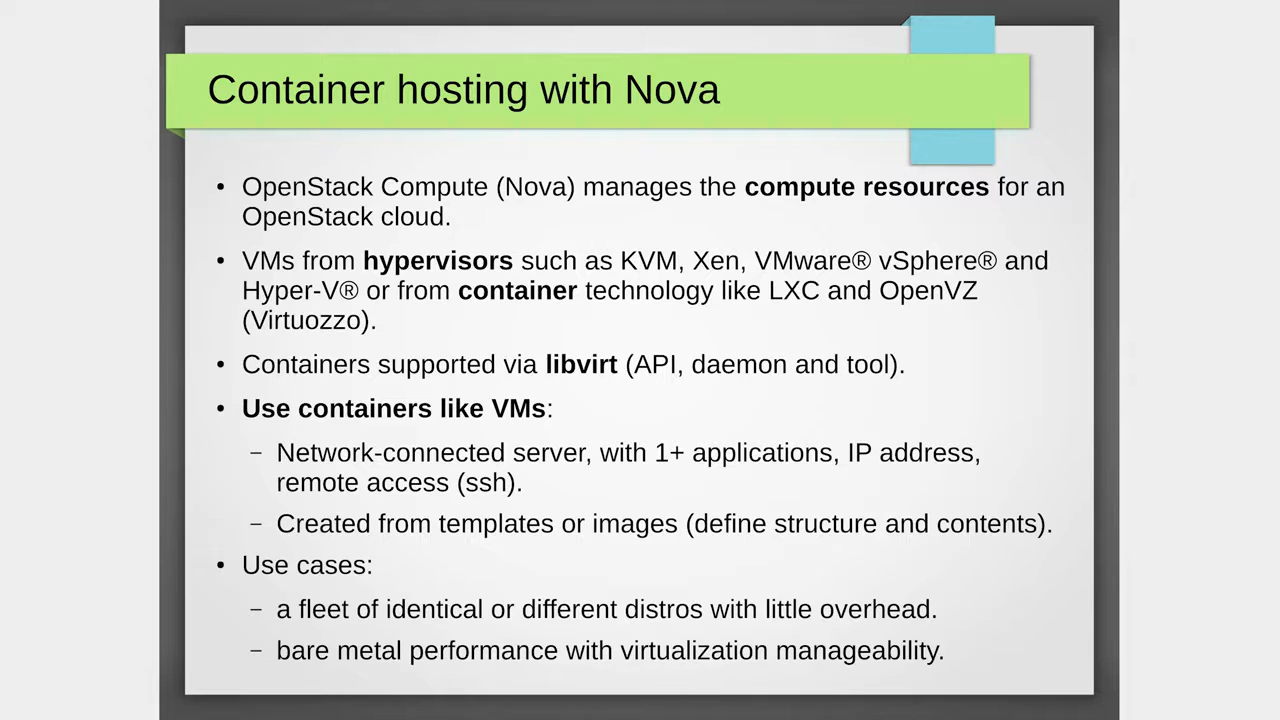 Container hosting with Nova
• OpenStack Compute (Nova) manages the compute resources for an
OpenStack cloud.
• VMs from hypervisors such as KVM, Xen, VMware® vSphere® and
Hyper-V® or from container technology like LXC and OpenVZ
(Virtuozzo).
• Containers supported via libvirt (API, daemon and tool).
• Use containers like VMs:
– Network-connected server, with 1+ applications, IP address,
remote access (ssh).
– Created from templates or images (define structure and contents).
• Use cases:
– a fleet of identical or different distros with little overhead.
– bare metal performance with virtualization manageability.